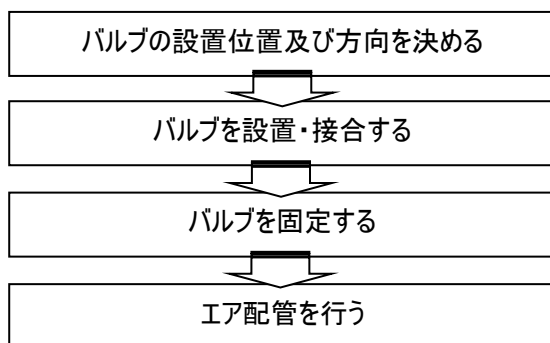 バルブの設置位置及び方向を決める
バルブを設置・接合する
バルブを固定する
エア配管を行う